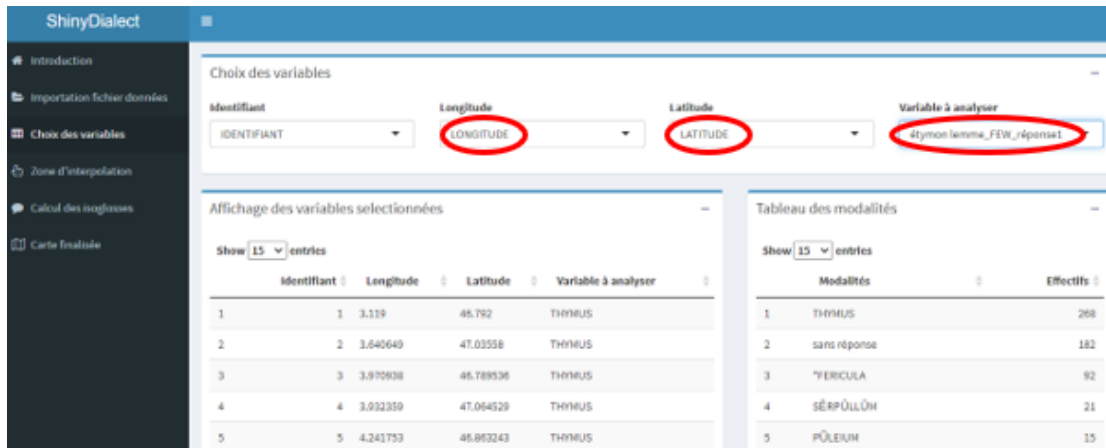 ShinyDialect
Introduction
Importation fichier données
Choix des variables
Zone d'interpolation
Calcul des isoglosses
Carte finalisée
Choix des variables
Identifiant Longitude Latitude Variable à analyser
IDENTIFIANT LONGITUDE LATITUDE étymon lemme_FEW_réponse1
Affichage des variables selectionnées
Show 15 entries
Identifiant Longitude Latitude Variable à analyser
1 1 3.119 46.792 THYMUS
2 2 3.640649 47.03558 THYMUS
3 3 3.970938 46.789536 THYMUS
4 4 3.932359 47.064529 THYMUS
5 5 4.241753 46.863243 THYMUS
Tableau des modalités
Show 15 entries
Modalités Effectifs
1 THYMUS 268
2 sans réponse 182
3 *FERICULA 92
4 SĔRPŬLLŬM 21
5 PŪLEIUM 15